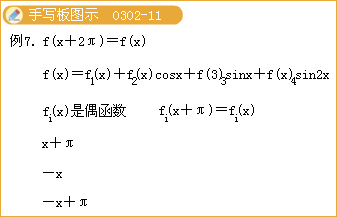 手写板图示 0302-11
例7. f(x+2π)=f(x)
f(x)=f₁(x)+f₂(x)cosx+f(3)₃sinx+f(x)₄sin2x
fᵢ(x)是偶函数 fᵢ(x+π)=fᵢ(x)
x+π
-x
-x+π